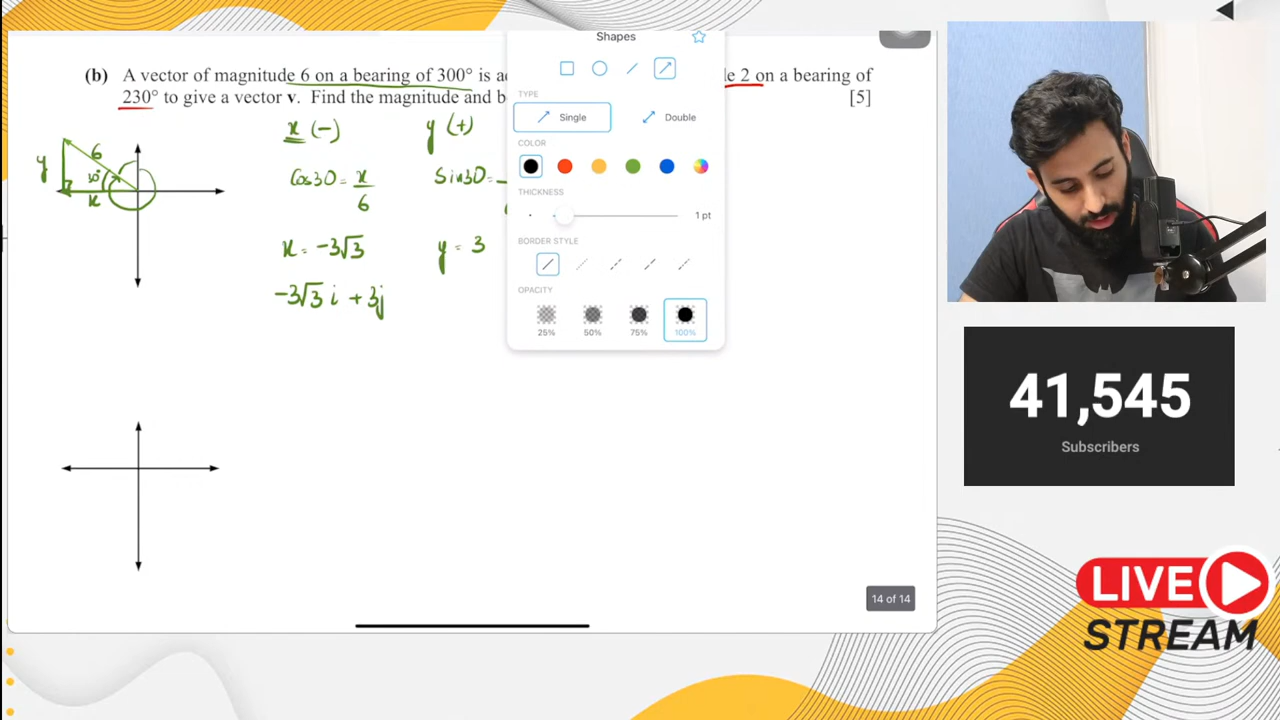 (b) A vector of magnitude 6 on a bearing of 300° is a
le 2 on a bearing of
230° to give a vector v. Find the magnitude and b
[5]
x (-)
y (+)
y
6
30°
x
cos30 = x/6
sin30 =
x = -3√3
y = 3
-3√3 i + 3j
Shapes
TYPE
Single
Double
COLOR
THICKNESS
1 pt
BORDER STYLE
OPACITY
25%
50%
75%
100%
14 of 14
41,545
Subscribers
LIVE
STREAM